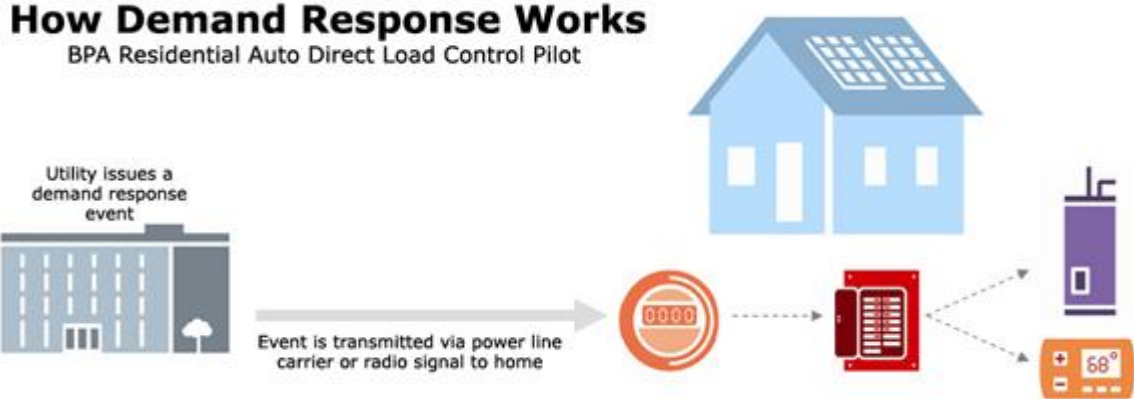 How Demand Response Works
BPA Residential Auto Direct Load Control Pilot
Utility issues a
demand response
event
Event is transmitted via power line
carrier or radio signal to home
0000
68°